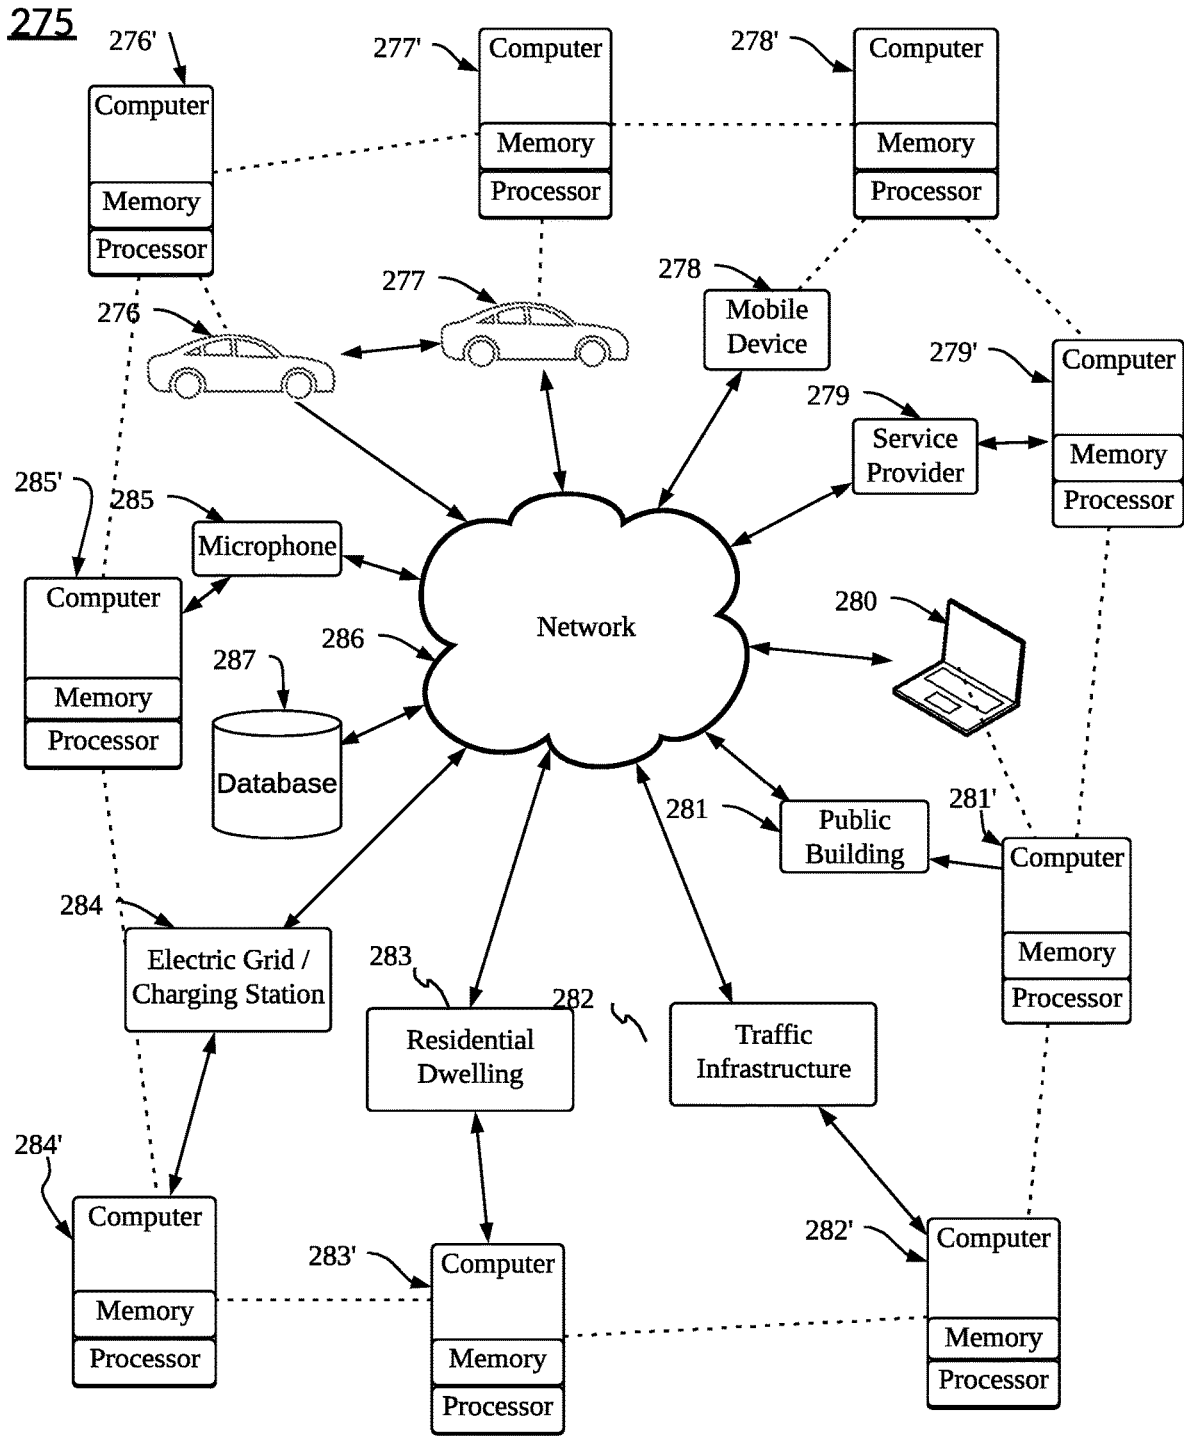 275
276'
277'
278'
Computer
Memory
Processor
Computer
Memory
Processor
Computer
Memory
Processor
276
277
278
Mobile
Device
279'
Computer
Memory
Processor
279
Service
Provider
285'
285
Microphone
Computer
Memory
Processor
286
Network
280
287
Database
281
Public
Building
281'
Computer
Memory
Processor
284
Electric Grid /
Charging Station
283
Residential
Dwelling
282
Traffic
Infrastructure
284'
Computer
Memory
Processor
283'
Computer
Memory
Processor
282'
Computer
Memory
Processor